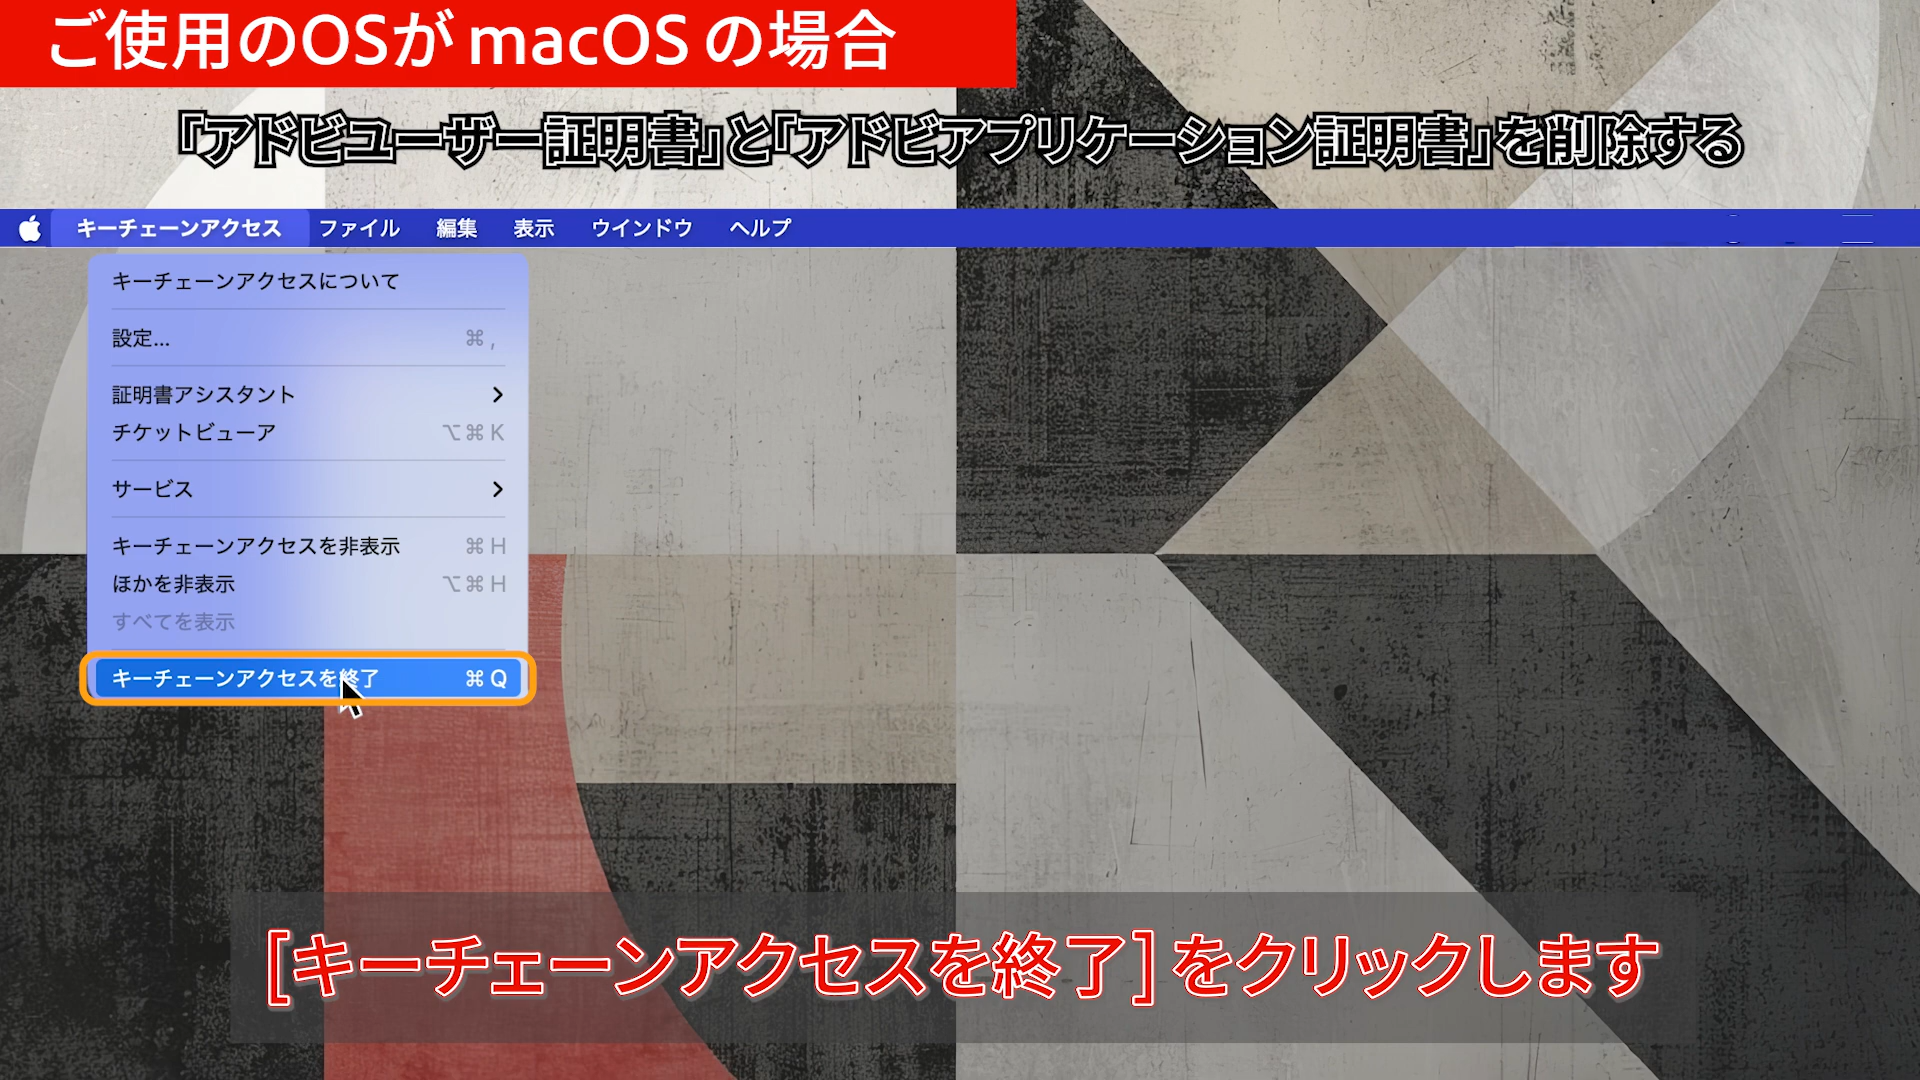 ご使用のOSが macOS の場合
「アドビユーザー証明書」と「アドビアプリケーション証明書」を削除する
キーチェーンアクセス ファイル 編集 表示 ウインドウ ヘルプ
キーチェーンアクセスについて
設定... ⌘ ,
証明書アシスタント
チケットビューア ⌥⌘K
サービス
キーチェーンアクセスを非表示 ⌘H
ほかを非表示 ⌥⌘H
すべてを表示
キーチェーンアクセスを終了 ⌘Q
[キーチェーンアクセスを終了] をクリックします